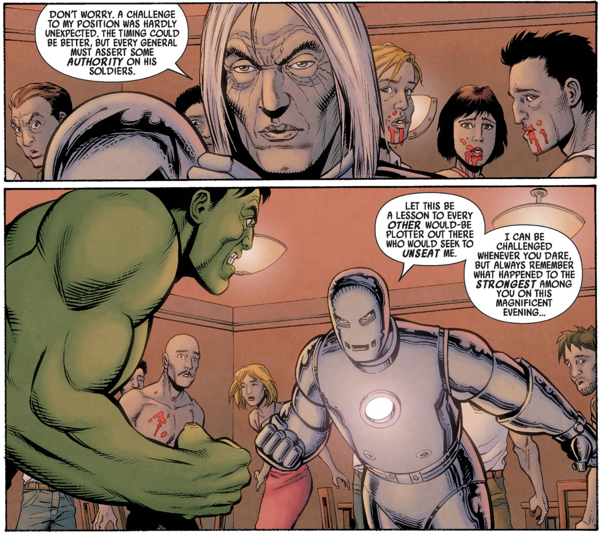 DON'T WORRY. A CHALLENGE
TO MY POSITION WAS HARDLY
UNEXPECTED. THE TIMING COULD
BE BETTER, BUT EVERY GENERAL
MUST ASSERT SOME
AUTHORITY ON HIS
SOLDIERS.
LET THIS BE
A LESSON TO EVERY
OTHER WOULD-BE
PLOTTER OUT THERE
WHO WOULD SEEK TO
UNSEAT ME.
I CAN BE
CHALLENGED
WHENEVER YOU DARE,
BUT ALWAYS REMEMBER
WHAT HAPPENED TO THE
STRONGEST AMONG
YOU ON THIS
MAGNIFICENT
EVENING...